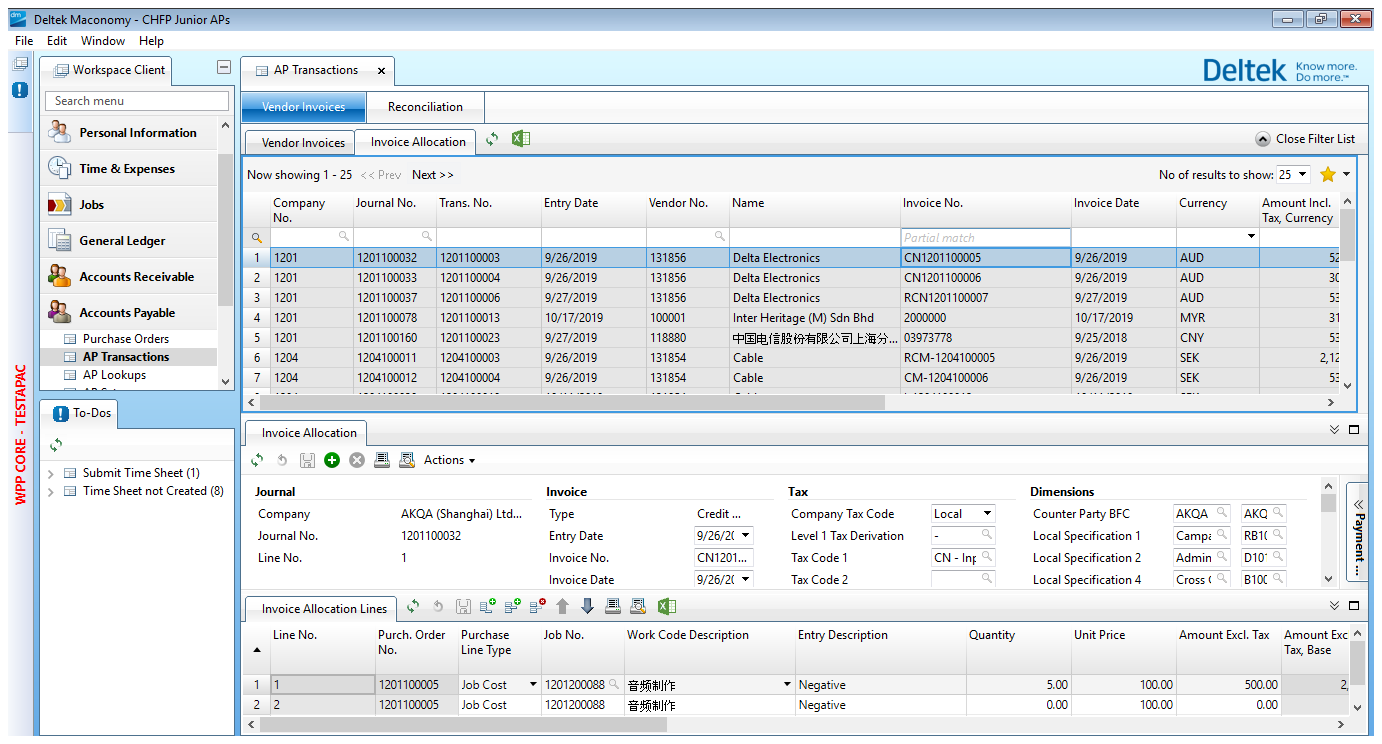 Deltek Maconomy - CHFP Junior APs
File Edit Window Help
Workspace Client
Search menu
Personal Information
Time & Expenses
Jobs
General Ledger
Accounts Receivable
Accounts Payable
Purchase Orders
AP Transactions
AP Lookups
WPP CORE - TESTAPAC
To-Dos
Submit Time Sheet (1)
Time Sheet not Created (8)
AP Transactions
Deltek Know more. Do more.™
Vendor Invoices Reconciliation
Vendor Invoices Invoice Allocation Close Filter List
Now showing 1 - 25 << Prev Next >> No of results to show: 25
Company No. Journal No. Trans. No. Entry Date Vendor No. Name Invoice No. Invoice Date Currency Amount Incl. Tax, Currency
Partial match
1 1201 1201100032 1201100003 9/26/2019 131856 Delta Electronics CN1201100005 9/26/2019 AUD 52
2 1201 1201100033 1201100004 9/26/2019 131856 Delta Electronics CN1201100006 9/26/2019 AUD 30
3 1201 1201100037 1201100006 9/27/2019 131856 Delta Electronics RCN1201100007 9/27/2019 AUD 53
4 1201 1201100078 1201100013 10/17/2019 100001 Inter Heritage (M) Sdn Bhd 2000000 10/17/2019 MYR 31
5 1201 1201100160 1201100023 9/27/2019 118880 中国电信股份有限公司上海分... 03973778 9/25/2018 CNY 53
6 1204 1204100011 1204100003 9/26/2019 131854 Cable RCM-1204100005 9/26/2019 SEK 2,12
7 1204 1204100012 1204100004 9/26/2019 131854 Cable CM-1204100006 9/26/2019 SEK 53
Invoice Allocation
Actions
Journal Invoice Tax Dimensions
Company AKQA (Shanghai) Ltd... Type Credit ... Company Tax Code Local Counter Party BFC AKQA AKQ
Journal No. 1201100032 Entry Date 9/26/2( Level 1 Tax Derivation - Local Specification 1 Campa RB1(
Line No. 1 Invoice No. CN1201... Tax Code 1 CN - Inp Local Specification 2 Admin D10
Invoice Date 9/26/2( Tax Code 2 Local Specification 4 Cross ( B100
Payment ...
Invoice Allocation Lines
Line No. Purch. Order No. Purchase Line Type Job No. Work Code Description Entry Description Quantity Unit Price Amount Excl. Tax Amount Exc Tax, Base
1 1 1201100005 Job Cost 1201200088 音频制作 Negative 5.00 100.00 500.00 2,
2 2 1201100005 Job Cost 1201200088 音频制作 Negative 0.00 100.00 0.00